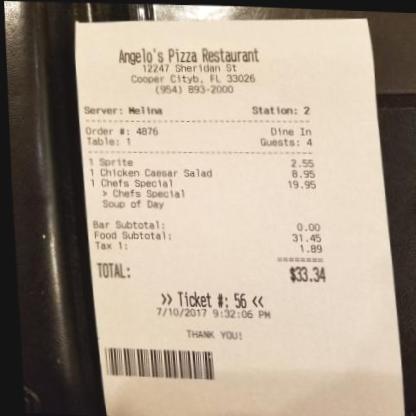 Angelo's Pizza Restaurant
12247 Sheridan St
Cooper Cityb, FL 33026
(954) 893-2000
Server: Melina Station: 2
Order #: 4876 Dine In
Table: 1 Guests: 4
1 Sprite 2.55
1 Chicken Caesar Salad 8.95
1 Chefs Special 19.95
> Chefs Special
Soup of Day
Bar Subtotal: 0.00
Food Subtotal: 31.45
Tax 1: 1.89
========
TOTAL: $33.34
>> Ticket #: 56 <<
7/10/2017 9:32:06 PM
THANK YOU!